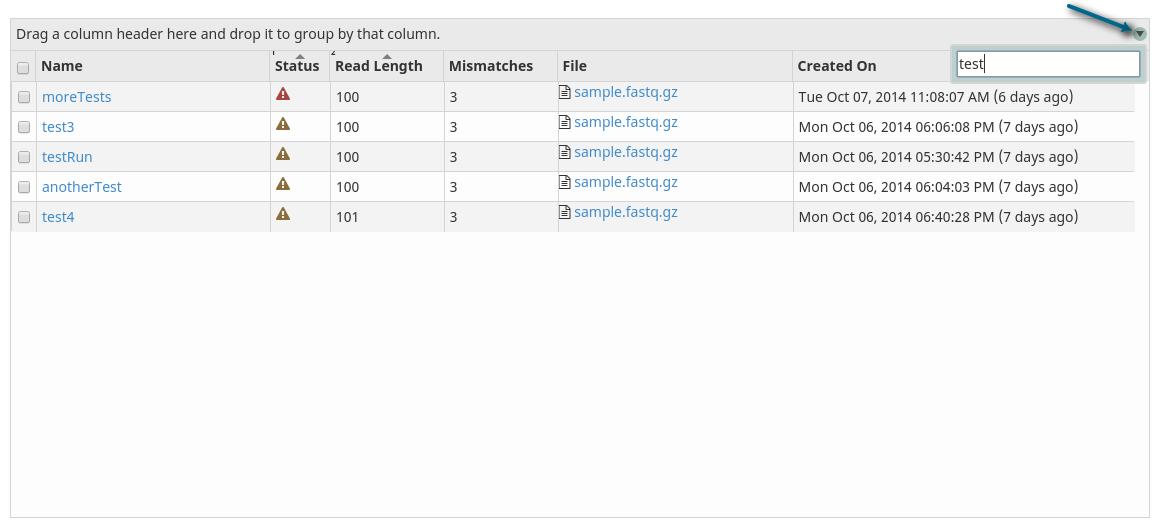 Drag a column header here and drop it to group by that column.
Name 1 Status 2 Read Length Mismatches File Created On test
moreTests 100 3 sample.fastq.gz Tue Oct 07, 2014 11:08:07 AM (6 days ago)
test3 100 3 sample.fastq.gz Mon Oct 06, 2014 06:06:08 PM (7 days ago)
testRun 100 3 sample.fastq.gz Mon Oct 06, 2014 05:30:42 PM (7 days ago)
anotherTest 100 3 sample.fastq.gz Mon Oct 06, 2014 06:04:03 PM (7 days ago)
test4 101 3 sample.fastq.gz Mon Oct 06, 2014 06:40:28 PM (7 days ago)